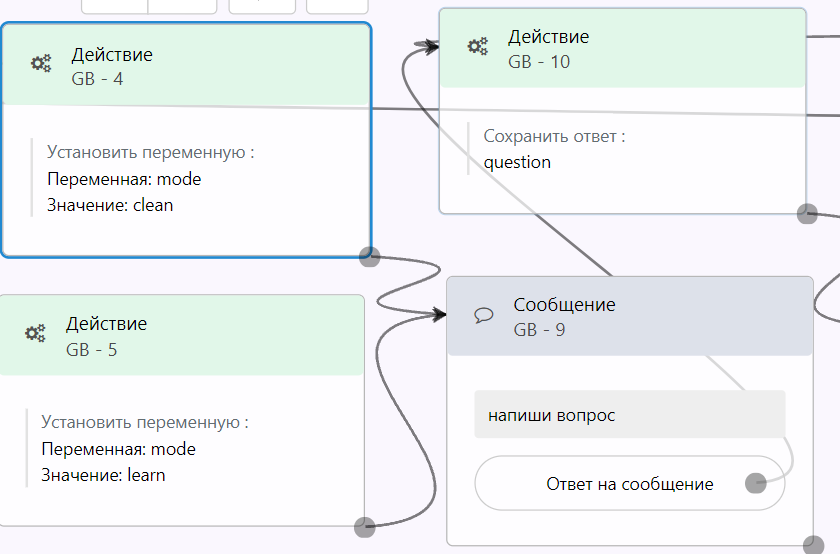 Действие
GB - 4
Установить переменную :
Переменная: mode
Значение: clean
Действие
GB - 10
Сохранить ответ :
question
Действие
GB - 5
Установить переменную :
Переменная: mode
Значение: learn
Сообщение
GB - 9
напиши вопрос
Ответ на сообщение